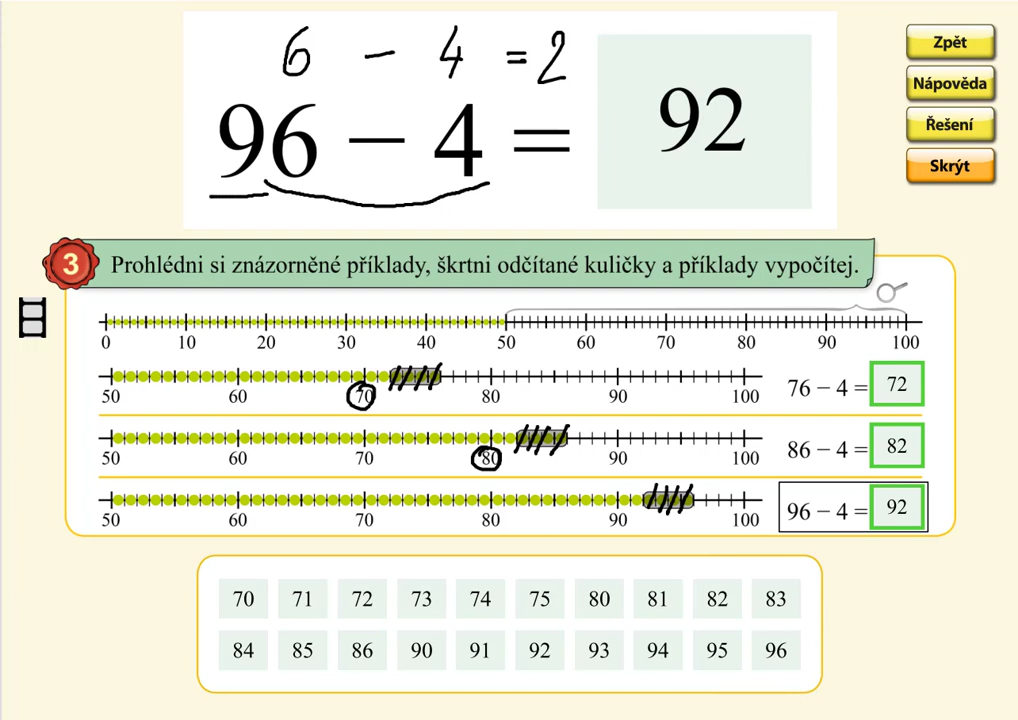 6 - 4 = 2
96 – 4 = 92
Zpět
Nápověda
Řešení
Skrýt
3 Prohlédni si znázorněné příklady, škrtni odčítané kuličky a příklady vypočítej.
0 10 20 30 40 50 60 70 80 90 100
50 60 70 80 90 100 76 – 4 = 72
50 60 70 80 90 100 86 – 4 = 82
50 60 70 80 90 100 96 – 4 = 92
70 71 72 73 74 75 80 81 82 83
84 85 86 90 91 92 93 94 95 96